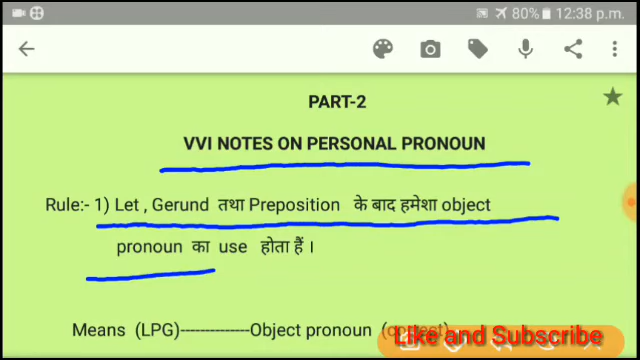 80% 12:38 p.m.
PART-2
VVI NOTES ON PERSONAL PRONOUN
Rule:- 1) Let , Gerund तथा Preposition के बाद हमेशा object
pronoun का use होता हैं ।
Means (LPG)--------------Object pronoun (correct)
Like and Subscribe